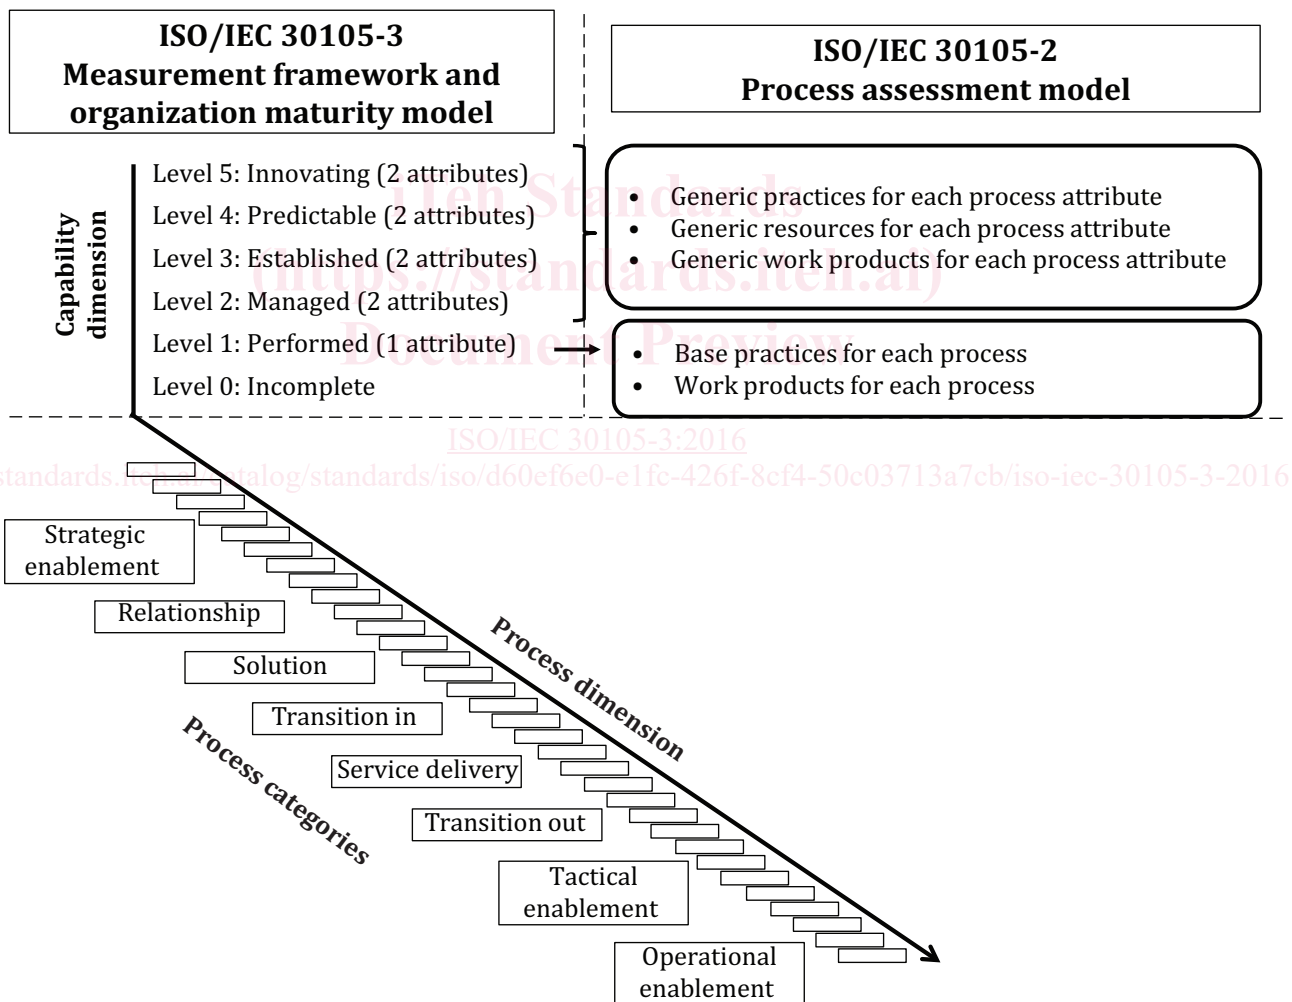 ISO/IEC 30105-3
Measurement framework and
organization maturity model
ISO/IEC 30105-2
Process assessment model
Capability
dimension
Level 5: Innovating (2 attributes)
Level 4: Predictable (2 attributes)
Level 3: Established (2 attributes)
Level 2: Managed (2 attributes)
Level 1: Performed (1 attribute)
Level 0: Incomplete
• Generic practices for each process attribute
• Generic resources for each process attribute
• Generic work products for each process attribute
• Base practices for each process
• Work products for each process
iTeh Standards
(https://standards.iteh.ai)
Document Preview
ISO/IEC 30105-3:2016
standards.iteh.ai/catalog/standards/iso/d60ef6e0-e1fc-426f-8cf4-50c03713a7cb/iso-iec-30105-3-2016
Strategic
enablement
Relationship
Solution
Transition in
Service delivery
Transition out
Tactical
enablement
Operational
enablement
Process dimension
Process categories